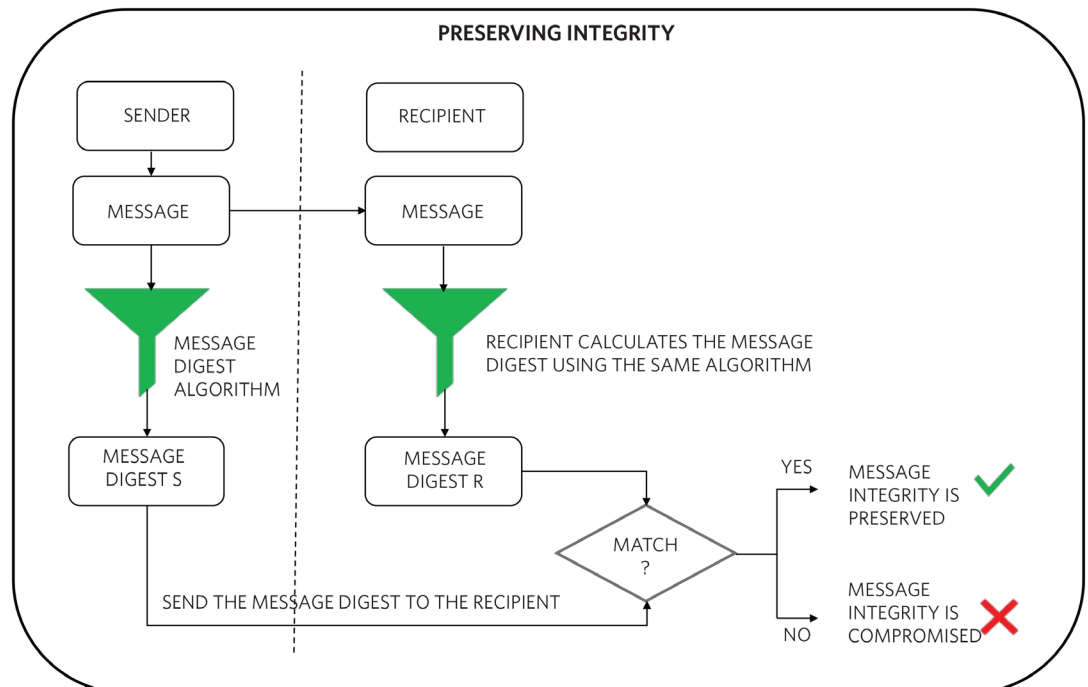 PRESERVING INTEGRITY
SENDER
RECIPIENT
MESSAGE
MESSAGE
MESSAGE
DIGEST
ALGORITHM
RECIPIENT CALCULATES THE MESSAGE
DIGEST USING THE SAME ALGORITHM
MESSAGE
DIGEST S
MESSAGE
DIGEST R
MATCH
?
YES
MESSAGE
INTEGRITY IS
PRESERVED
SEND THE MESSAGE DIGEST TO THE RECIPIENT
NO
MESSAGE
INTEGRITY IS
COMPROMISED